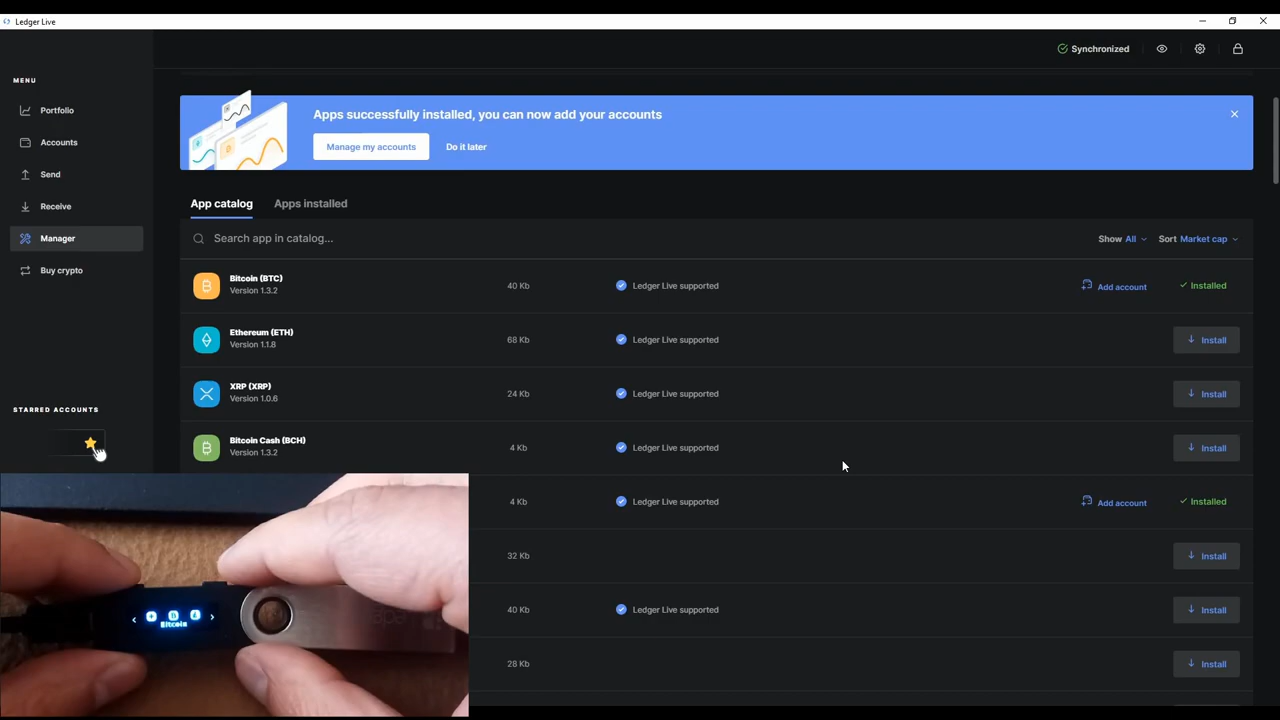 Ledger Live
Synchronized
MENU
Portfolio
Accounts
Send
Receive
Manager
Buy crypto
STARRED ACCOUNTS
Apps successfully installed, you can now add your accounts
Manage my accounts
Do it later
App catalog
Apps installed
Search app in catalog...
Show All
Sort Market cap
Bitcoin (BTC)
Version 1.3.2
40 Kb
Ledger Live supported
Add account
Installed
Ethereum (ETH)
Version 1.1.8
68 Kb
Ledger Live supported
Install
XRP (XRP)
Version 1.0.6
24 Kb
Ledger Live supported
Install
Bitcoin Cash (BCH)
Version 1.3.2
4 Kb
Ledger Live supported
Install
4 Kb
Ledger Live supported
Add account
Installed
32 Kb
Install
40 Kb
Ledger Live supported
Install
28 Kb
Install
Bitcoin